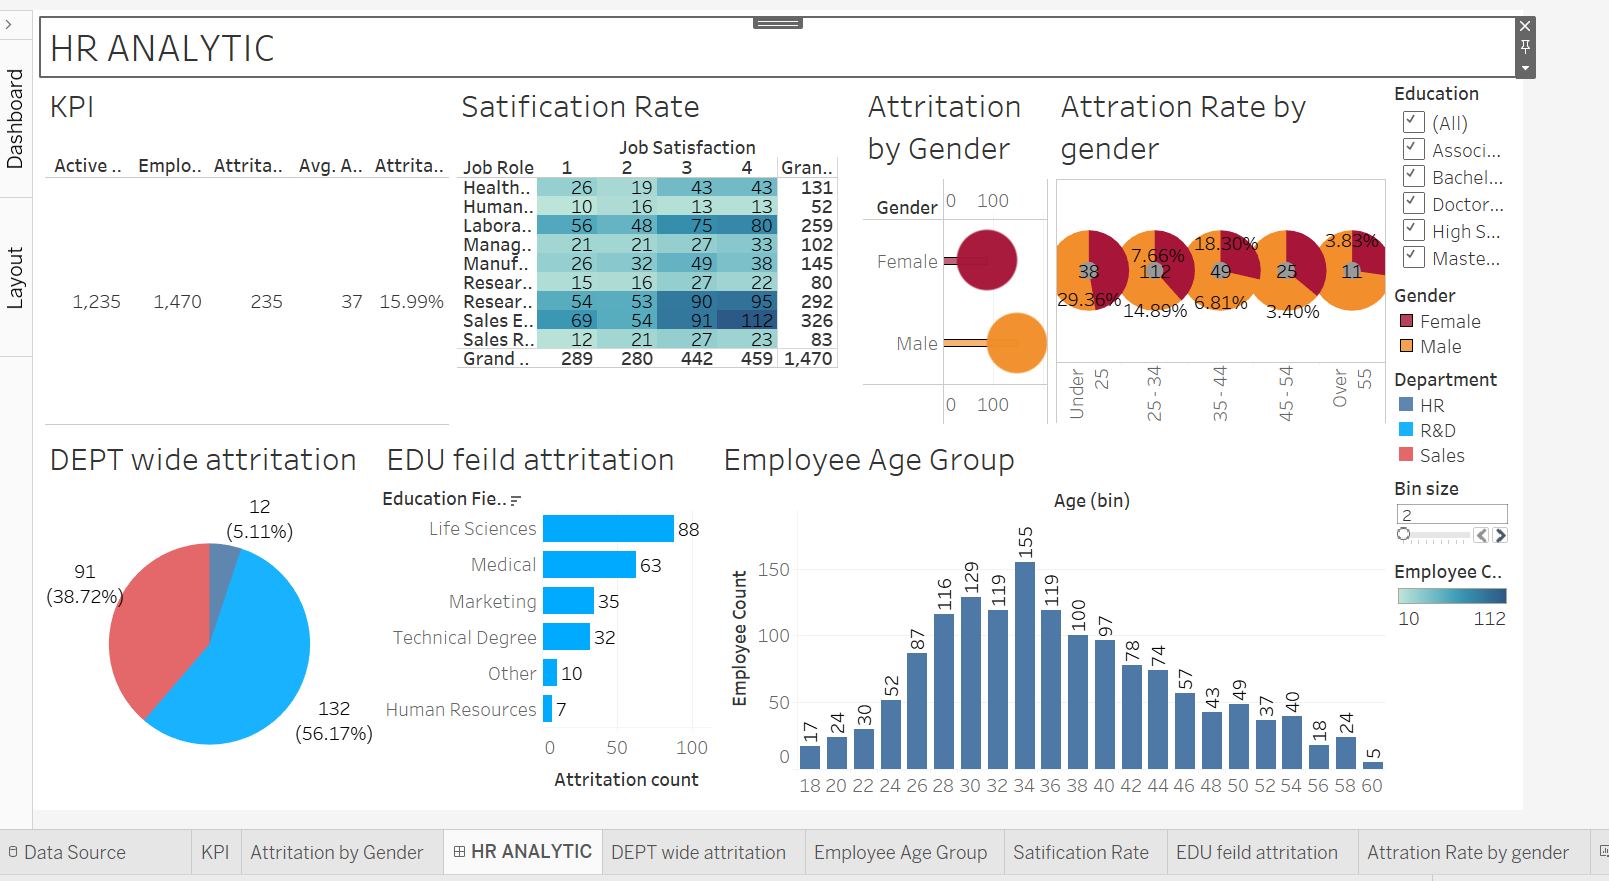 Dashboard
Layout
HR ANALYTIC
KPI
Active .. Emplo.. Attrita.. Avg. A.. Attrita..
1,235 1,470 235 37 15.99%
Satification Rate
Job Satisfaction
Job Role 1 2 3 4 Gran..
Health.. 26 19 43 43 131
Human.. 10 16 13 13 52
Labora.. 56 48 75 80 259
Manag.. 21 21 27 33 102
Manuf.. 26 32 49 38 145
Resear.. 15 16 27 22 80
Resear.. 54 53 90 95 292
Sales E.. 69 54 91 112 326
Sales R.. 12 21 27 23 83
Grand .. 289 280 442 459 1,470
Attritation
by Gender
Gender 0 100
Female
Male
0 100
Attration Rate by
gender
18.30% 3.83%
7.66%
38 112 49 25 11
29.36% 14.89% 6.81% 3.40%
Under
25
25 - 34
35 - 44
45 - 54
Over
55
Education
(All)
Associ...
Bachel...
Doctor...
High S...
Maste...
Gender
Female
Male
Department
HR
R&D
Sales
Bin size
2
Employee C..
10 112
DEPT wide attritation
12
(5.11%)
91
(38.72%)
132
(56.17%)
EDU feild attritation
Education Fie..
Life Sciences 88
Medical 63
Marketing 35
Technical Degree 32
Other 10
Human Resources 7
0 50 100
Attritation count
Employee Age Group
Age (bin)
Employee Count
150
100
50
0
17 24 30 52 87 116 129 119 155 119 100 97 78 74 57 43 49 37 40 18 24 5
18 20 22 24 26 28 30 32 34 36 38 40 42 44 46 48 50 52 54 56 58 60
Data Source KPI Attritation by Gender HR ANALYTIC DEPT wide attritation Employee Age Group Satification Rate EDU feild attritation Attration Rate by gender